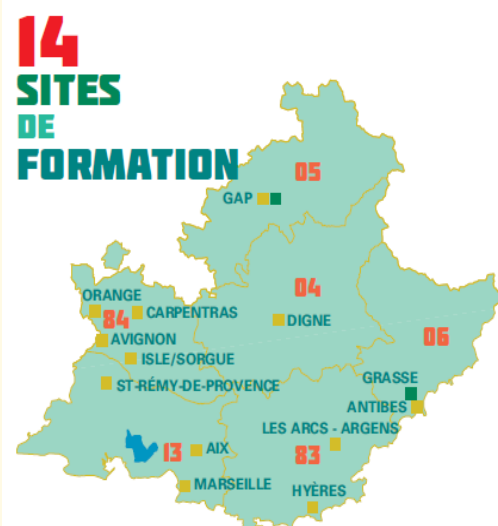 14
SITES
DE
FORMATION
05
GAP
04
ORANGE
84
CARPENTRAS
DIGNE
06
AVIGNON
ISLE/SORGUE
GRASSE
ST-RÉMY-DE-PROVENCE
ANTIBES
LES ARCS - ARGENS
13
AIX
83
MARSEILLE
HYÈRES